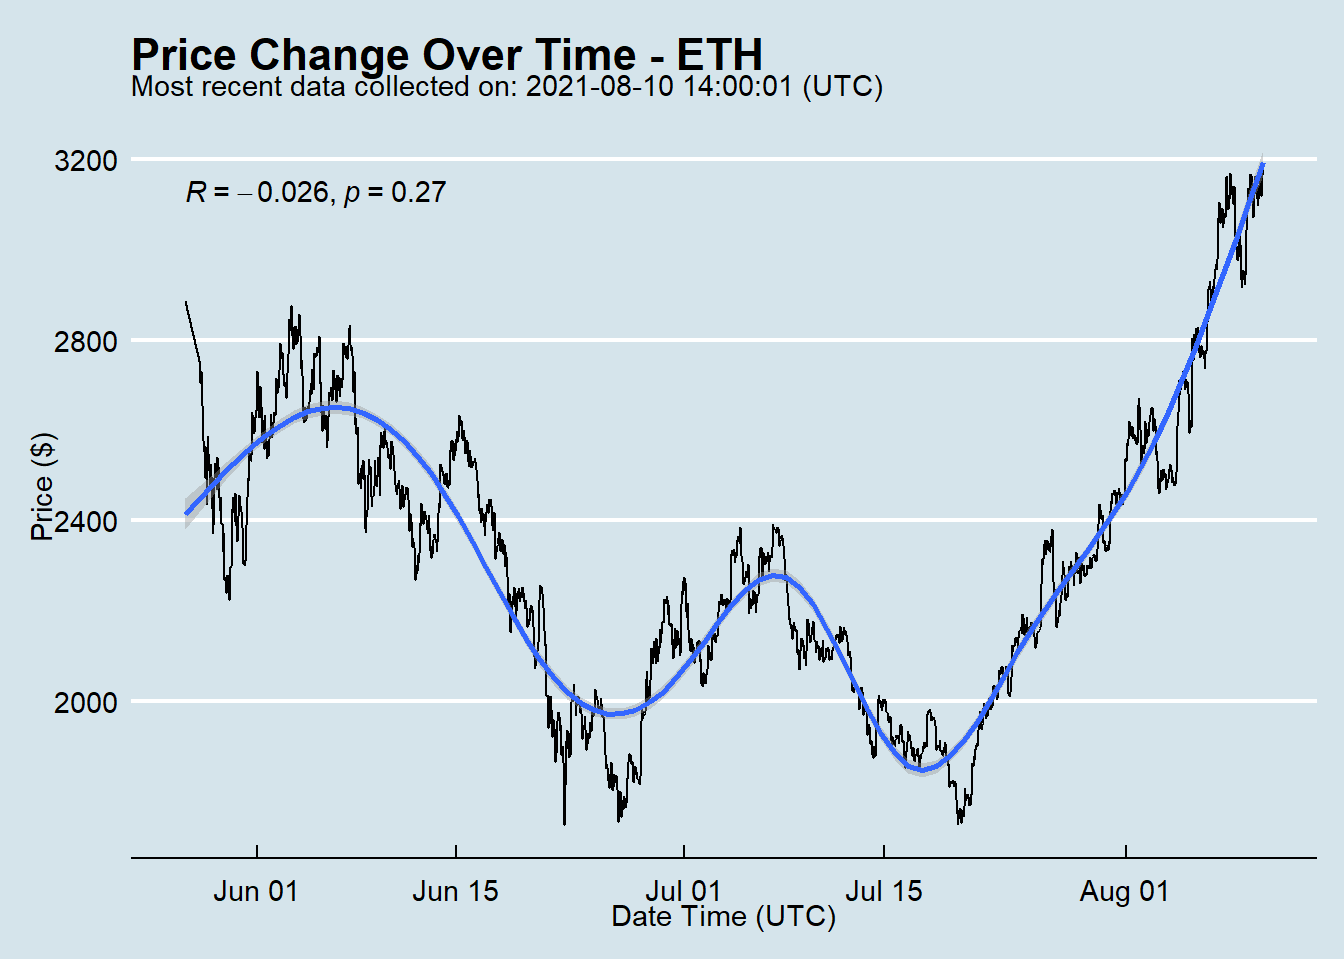 Price Change Over Time - ETH
Most recent data collected on: 2021-08-10 14:00:01 (UTC)
R = −0.026, p = 0.27
3200
2800
2400
2000
Price ($)
Jun 01
Jun 15
Jul 01
Jul 15
Aug 01
Date Time (UTC)